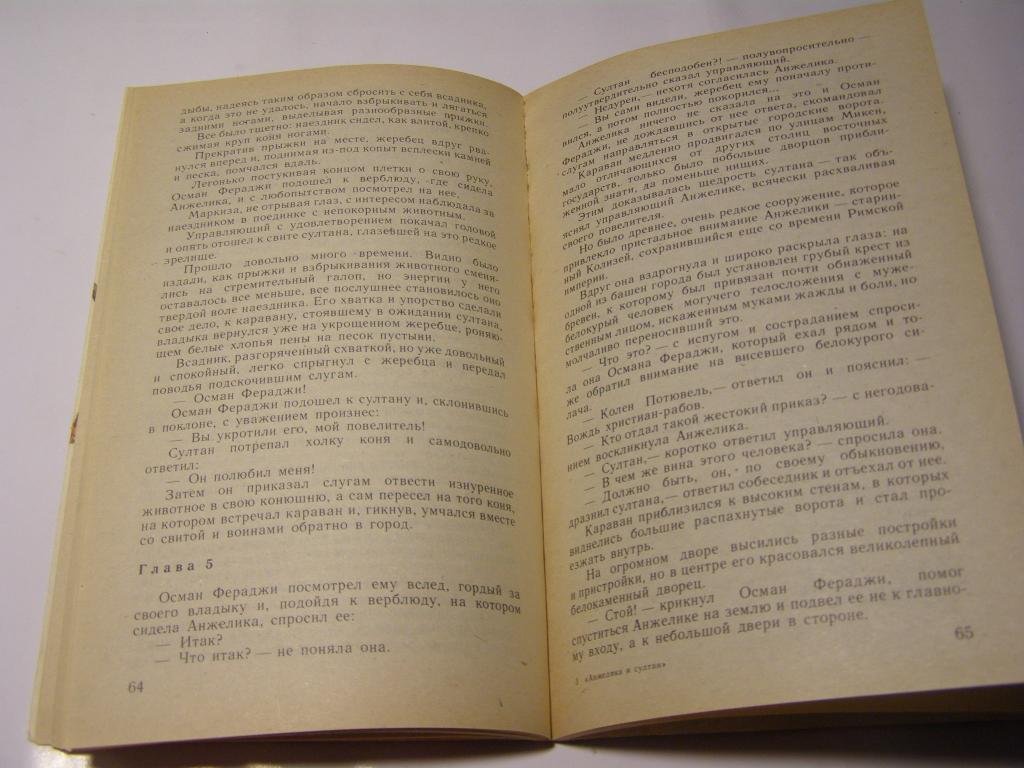 дыбы, надеясь таким образом сбросить с себя всадника,
а когда это не удалось, начало взбрыкивать и лягаться
задними ногами, выделывая разнообразные прыжки.
Все было тщетно: наездник сидел, как влитой, крепко
сжимая круп коня ногами.
Прекратив прыжки на месте, жеребец вдруг рва-
нулся вперед и, поднимая из-под копыт всплески камней
и песка, помчался вдаль.
Легонько постукивая концом плетки о свою руку,
Осман Фераджи подошел к верблюду, где сидела
Анжелика, и с любопытством посмотрел на нее.
Маркиза, не отрывая глаз, с интересом наблюдала за
наездником в поединке с непокорным животным.
Управляющий с удовлетворением покачал головой
и опять отошел к свите султана, глазевшей на это редкое
зрелище.
Прошло довольно много времени. Видно было
издали, как прыжки и взбрыкивания животного сменя-
лись на стремительный галоп, но энергии у него
оставалось все меньше, все послушнее становилось оно
твердой воле наездника. Его хватка и упорство сделали
свое дело, к каравану, стоявшему в ожидании султана,
владыка вернулся уже на укрощенном жеребце, роняю-
щем белые хлопья пены на песок пустыни.
Всадник, разгоряченный схваткой, но уже довольный
и спокойный, легко спрыгнул с жеребца и передал
поводья подскочившим слугам.
— Осман Фераджи!
Осман Фераджи подошел к султану и, склонившись
в поклоне, с уважением произнес:
— Вы укротили его, мой повелитель!
Султан потрепал холку коня и самодовольно
ответил:
— Он полюбил меня!
Затем он приказал слугам отвести изнуренное
животное в свою конюшню, а сам пересел на того коня,
на котором встречал караван и, гикнув, умчался вместе
со свитой и воинами обратно в город.
Глава 5
Осман Фераджи посмотрел ему вслед, гордый за
своего владыку и, подойдя к верблюду, на котором
сидела Анжелика, спросил ее:
— Итак?
— Что итак? — не поняла она.
64
— Султан бесподобен?! — полувопросительно —
полуутвердительно сказал управляющий.
— Недурен, — нехотя согласилась Анжелика.
— Вы сами видели, жеребец ему поначалу проти-
вился, а потом полностью покорился...
Анжелика ничего не сказала на это и Осман
Фераджи, не дождавшись от нее ответа, скомандовал
слугам направляться в открытые городские ворота.
Караван медленно продвигался по улицам Микен,
мало отличающихся от других столиц восточных
государств, только было побольше дворцов прибли-
женной знати, да поменьше нищих.
Этим доказывалась щедрость султана — так объ-
яснял управляющий Анжелике, всячески расхваливая
своего повелителя.
Но было древнее, очень редкое сооружение, которое
привлекло пристальное внимание Анжелики — старин-
ный Колизей, сохранившийся еще со времени Римской
империи.
Вдруг она вздрогнула и широко раскрыла глаза: на
одной из башен города был установлен грубый крест из
бревен, к которому был привязан почти обнаженный
белокурый человек могучего телосложения с муже-
ственным лицом, искаженным муками жажды и боли, но
молчаливо переносивший это.
— Что это? — с испугом и состраданием спроси-
ла она Османа Фераджи, который ехал рядом и то-
же обратил внимание на висевшего белокурого си-
лача.
— Колен Потювель,— ответил он и пояснил: —
Вождь христиан-рабов.
— Кто отдал такой жестокий приказ? — с негодова-
нием воскликнула Анжелика.
— Султан,— коротко ответил управляющий.
— В чем же вина этого человека? — спросила она.
— Должно быть, он, по своему обыкновению,
дразнил султана,— ответил собеседник и отъехал от нее.
Караван приблизился к высоким стенам, в которых
виднелись большие распахнутые ворота и стал про-
езжать внутрь.
На огромном дворе высились разные постройки
и пристройки, но в центре его красовался великолепный
белокаменный дворец.
— Стой! — крикнул Осман Фераджи, помог
спуститься Анжелике на землю и подвел ее не к главно-
му входу, а к небольшой двери в стороне.
3 «Анжелика и султан»
65